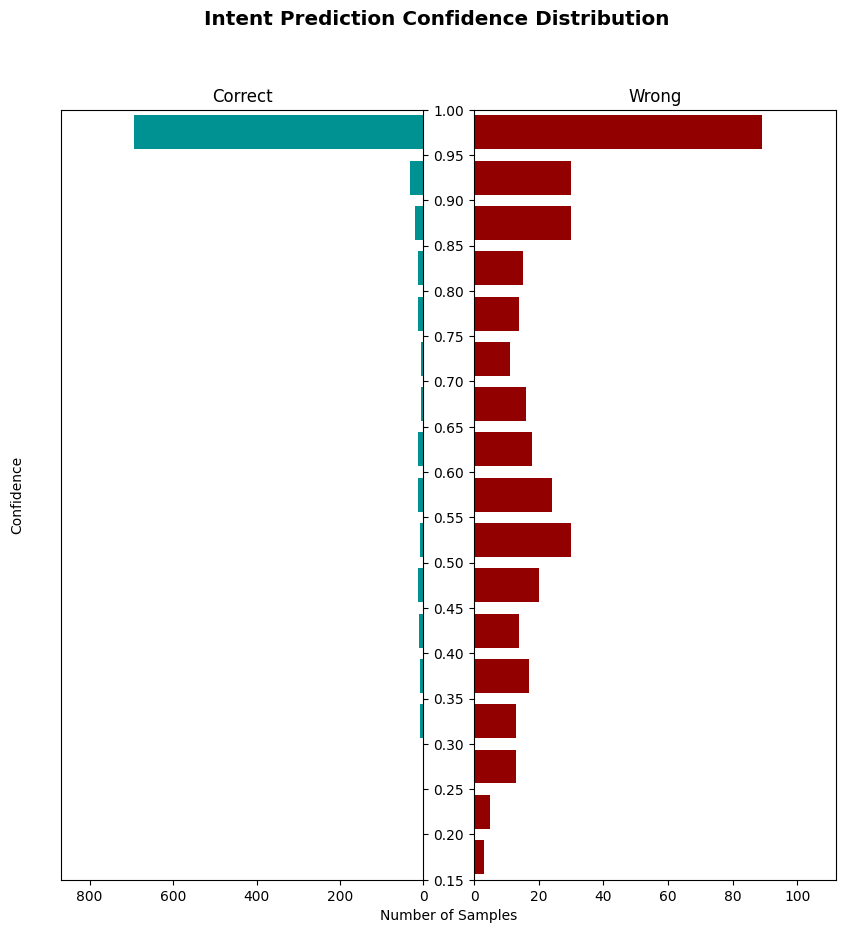 Intent Prediction Confidence Distribution
Correct
Wrong
1.00
0.95
0.90
0.85
0.80
0.75
0.70
0.65
0.60
0.55
0.50
0.45
0.40
0.35
0.30
0.25
0.20
0.15
Confidence
800 600 400 200 0
0 20 40 60 80 100
Number of Samples